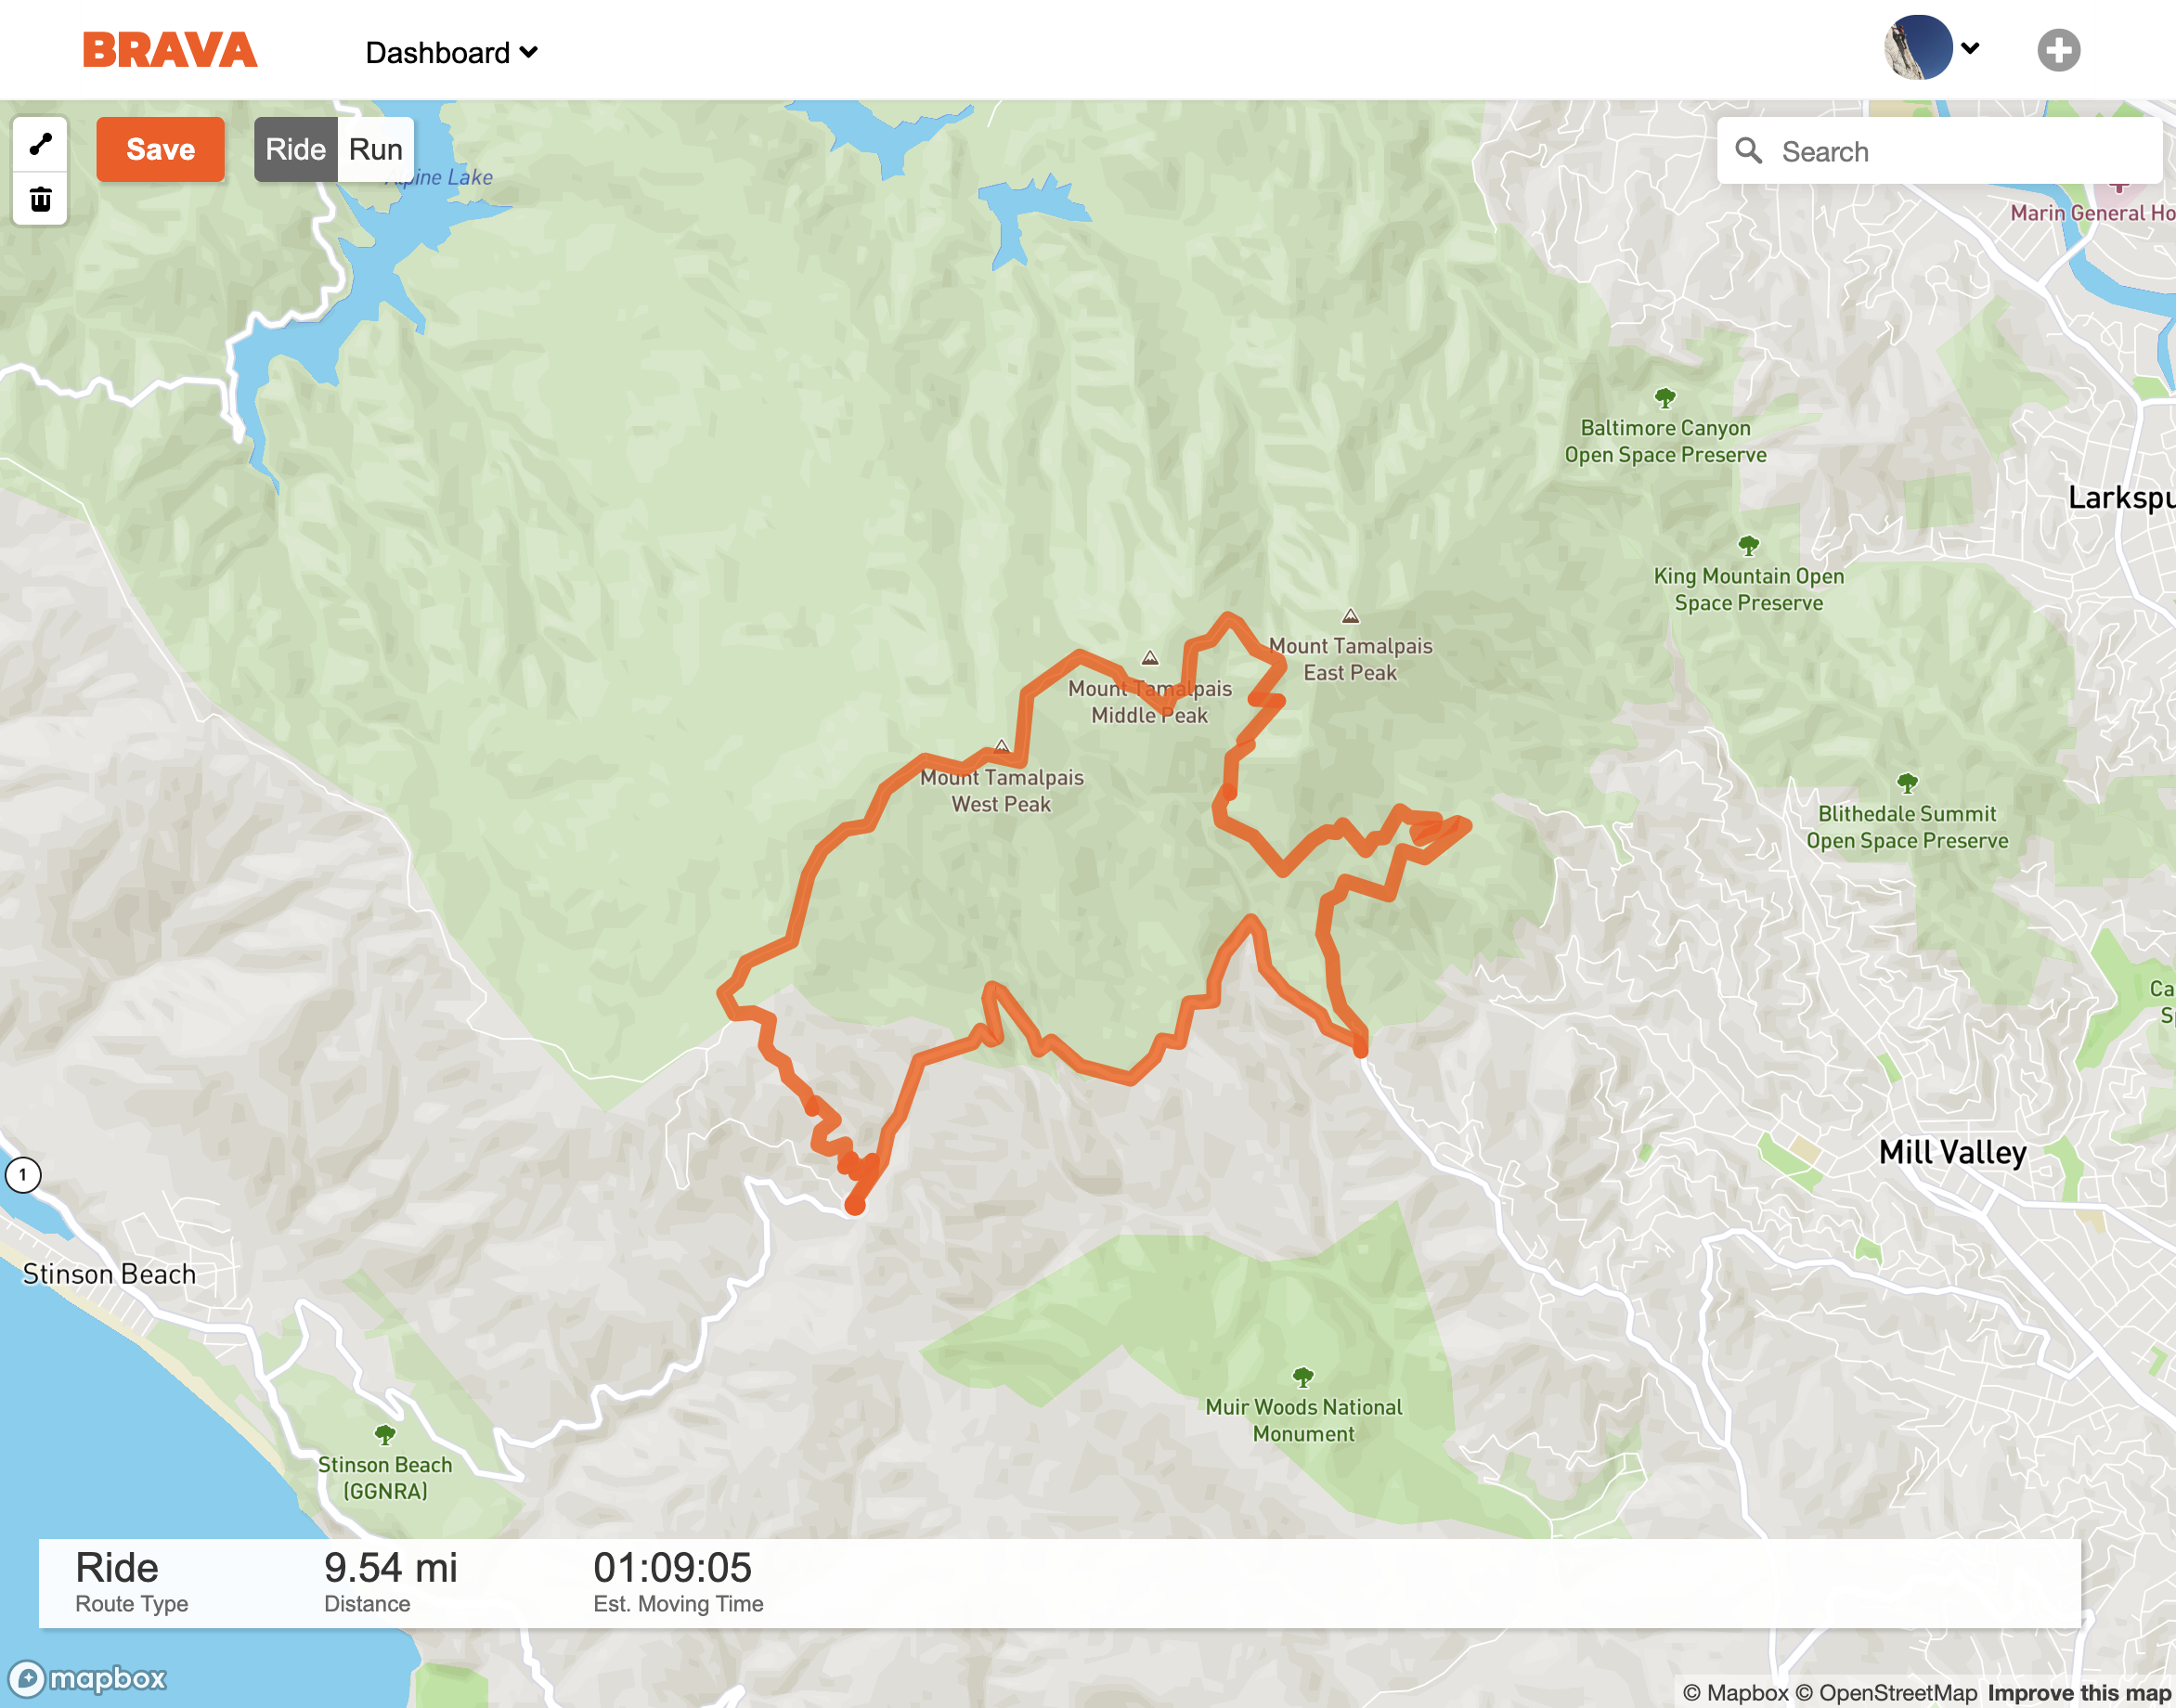 BRAVA
Dashboard
Save
Ride
Run
Search
Alpine Lake
Marin General Ho
Baltimore Canyon
Open Space Preserve
Larkspu
King Mountain Open
Space Preserve
Mount Tamalpais
East Peak
Mount Tamalpais
Middle Peak
Mount Tamalpais
West Peak
Blithedale Summit
Open Space Preserve
Ca
S
Mill Valley
1
Stinson Beach
Muir Woods National
Monument
Stinson Beach
(GGNRA)
Ride
9.54 mi
01:09:05
Route Type
Distance
Est. Moving Time
mapbox
© Mapbox © OpenStreetMap Improve this map